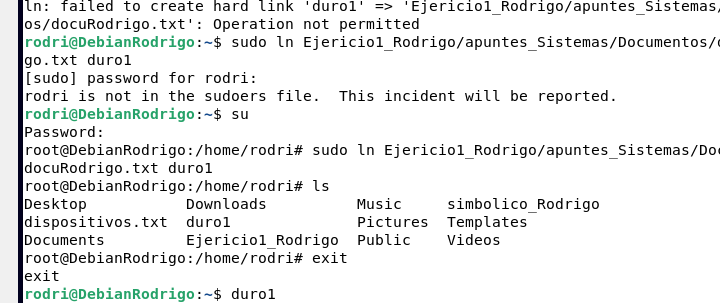 ln: failed to create hard link 'duro1' => 'Ejericio1_Rodrigo/apuntes_Sistemas/
os/docuRodrigo.txt': Operation not permitted
rodri@DebianRodrigo:~$ sudo ln Ejericio1_Rodrigo/apuntes_Sistemas/Documentos/
go.txt duro1
[sudo] password for rodri:
rodri is not in the sudoers file.  This incident will be reported.
rodri@DebianRodrigo:~$ su
Password:
root@DebianRodrigo:/home/rodri# sudo ln Ejericio1_Rodrigo/apuntes_Sistemas/Doc
docuRodrigo.txt duro1
root@DebianRodrigo:/home/rodri# ls
Desktop           Downloads          Music     simbolico_Rodrigo
dispositivos.txt  duro1              Pictures  Templates
Documents         Ejericio1_Rodrigo  Public    Videos
root@DebianRodrigo:/home/rodri# exit
exit
rodri@DebianRodrigo:~$ duro1